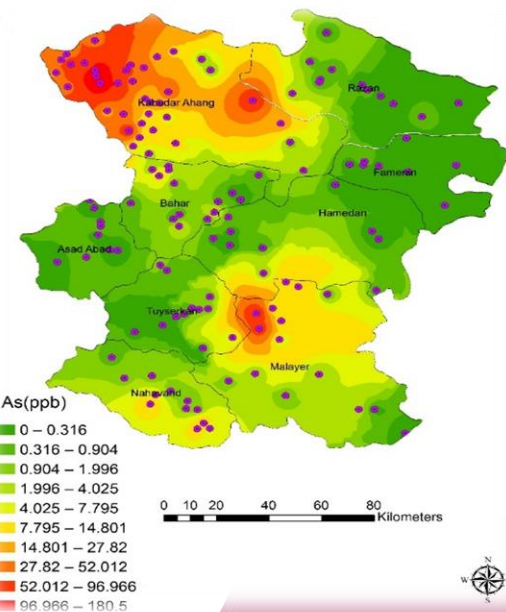 Razan
Kabudar Ahang
Famenin
Bahar
Hamedan
Asad Abad
Tuyserkan
Malayer
Nahavand
As(ppb)
0 – 0.316
0.316 – 0.904
0.904 – 1.996
1.996 – 4.025
4.025 – 7.795
7.795 – 14.801
14.801 – 27.82
27.82 – 52.012
52.012 – 96.966
96.966 – 180.5
0 5 10 20 40 60 80
Kilometers
N
W E
S